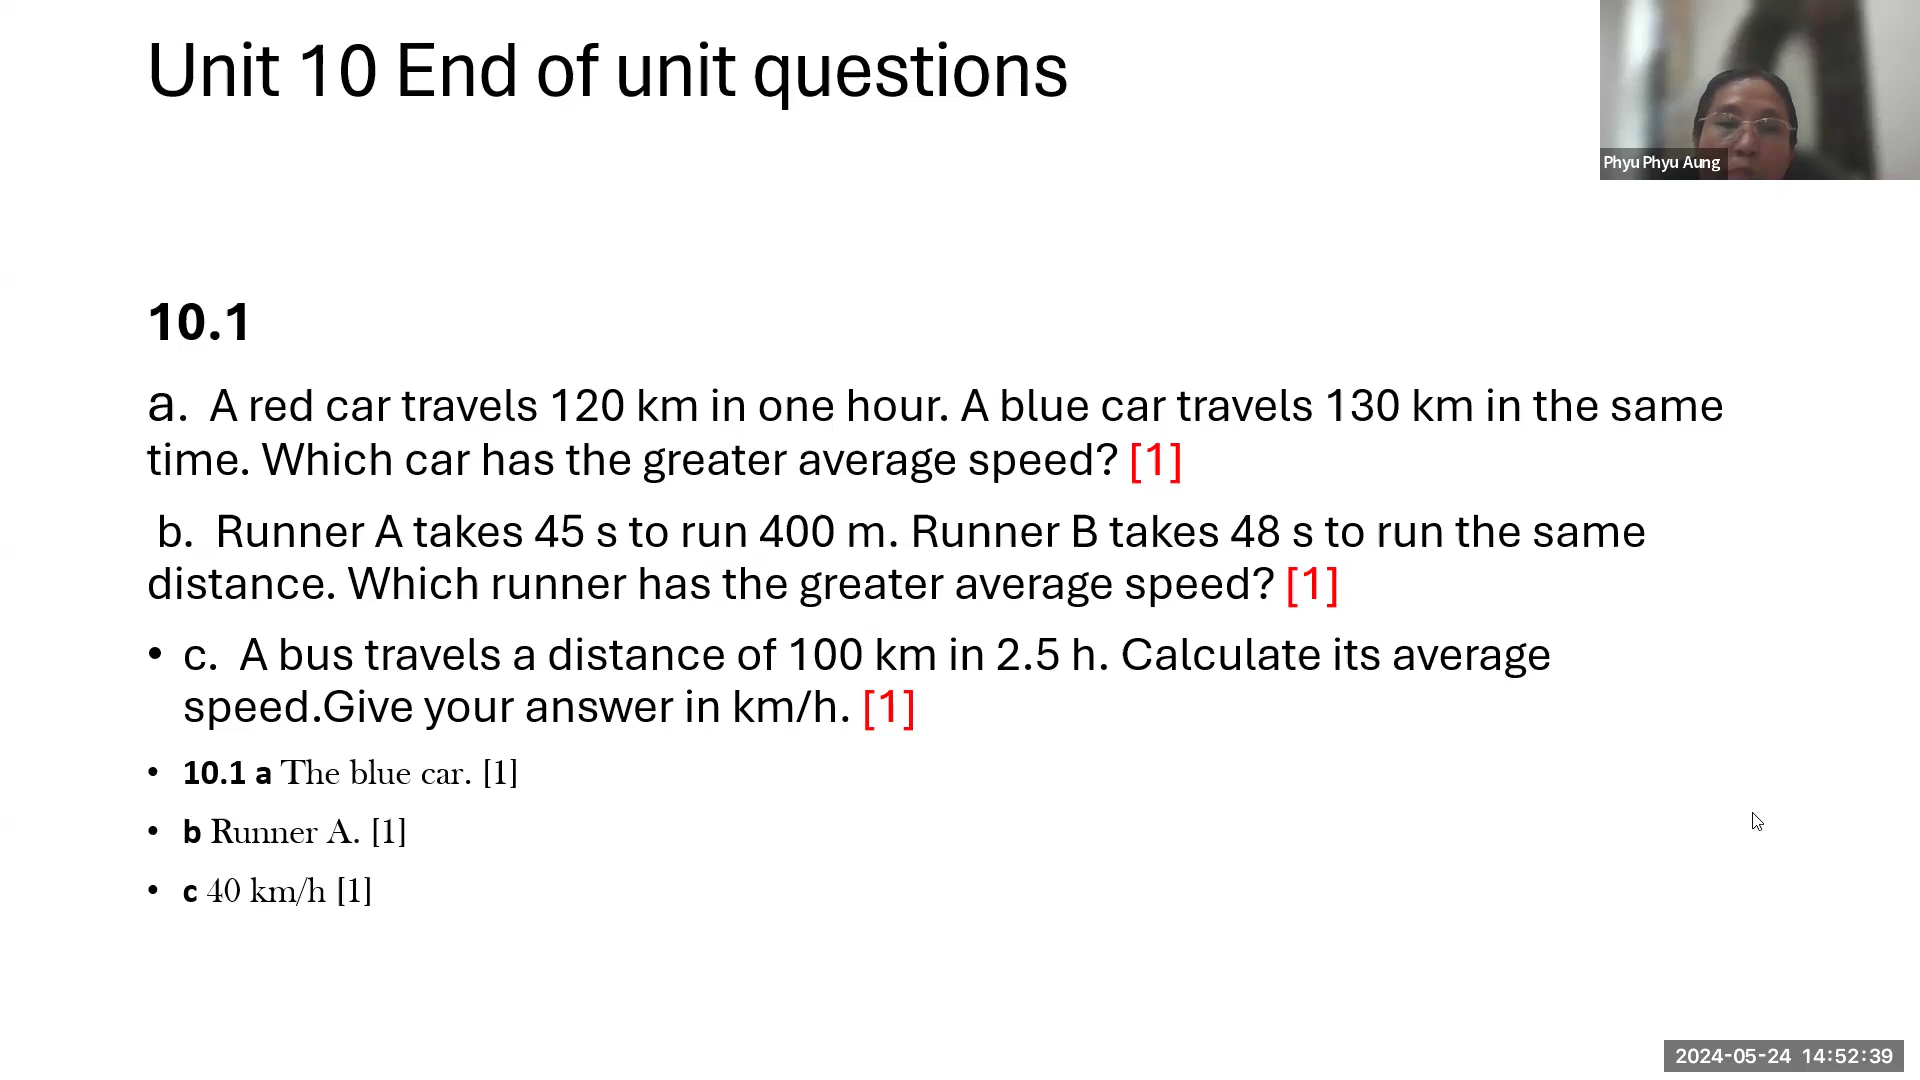 Unit 10 End of unit questions
Phyu Phyu Aung
10.1
a.  A red car travels 120 km in one hour. A blue car travels 130 km in the same
time. Which car has the greater average speed? [1]
b.  Runner A takes 45 s to run 400 m. Runner B takes 48 s to run the same
distance. Which runner has the greater average speed? [1]
• c.  A bus travels a distance of 100 km in 2.5 h. Calculate its average
speed.Give your answer in km/h. [1]
• 10.1 a The blue car. [1]
• b Runner A. [1]
• c 40 km/h [1]
2024-05-24 14:52:39